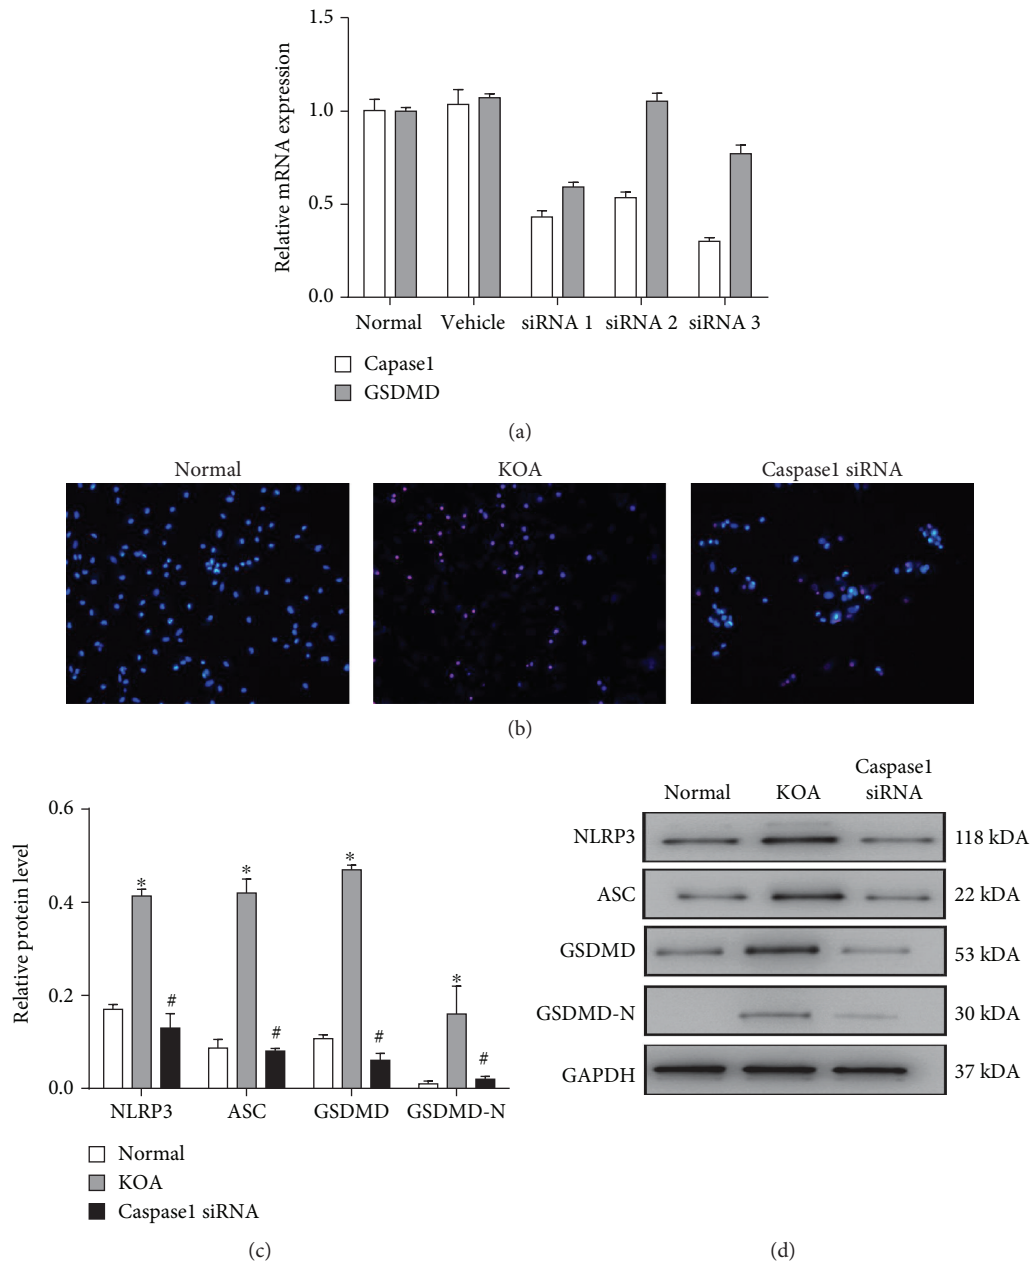 1.5
1.0
0.5
0.0
Relative mRNA expression
Normal Vehicle siRNA 1 siRNA 2 siRNA 3
Capase1
GSDMD
(a)
Normal KOA Caspase1 siRNA
(b)
0.6
0.4
0.2
0.0
Relative protein level
* * * *
# # # #
NLRP3 ASC GSDMD GSDMD-N
Normal
KOA
Caspase1 siRNA
(c)
Caspase1
Normal KOA siRNA
NLRP3 118 kDA
ASC 22 kDA
GSDMD 53 kDA
GSDMD-N 30 kDA
GAPDH 37 kDA
(d)